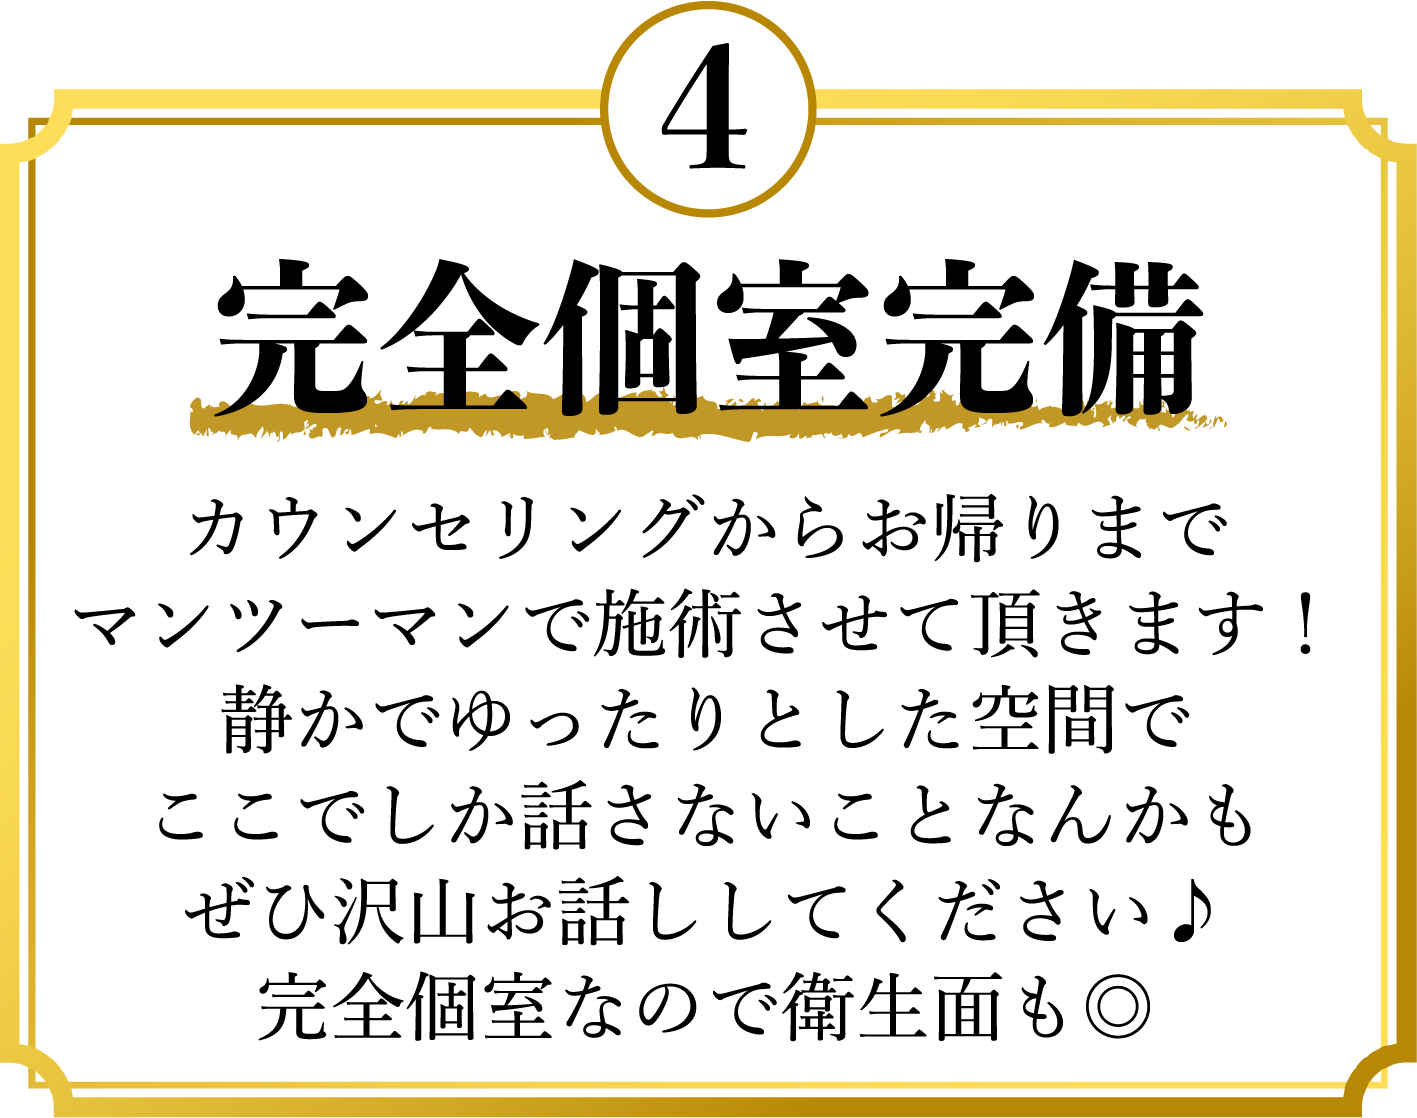 4
完全個室完備
カウンセリングからお帰りまで
マンツーマンで施術させて頂きます！
静かでゆったりとした空間で
ここでしか話さないことなんかも
ぜひ沢山お話ししてください♪
完全個室なので衛生面も◎